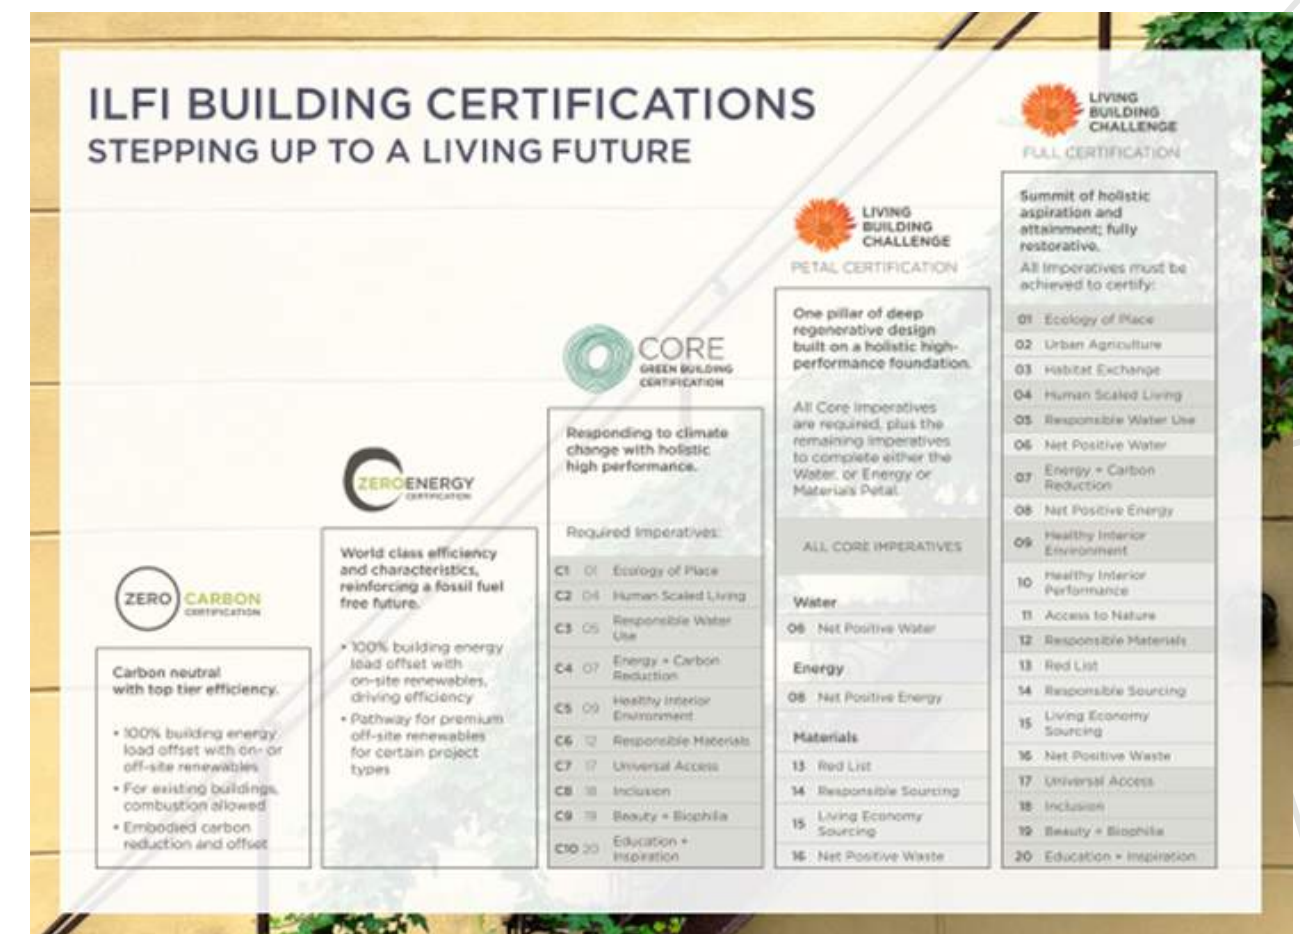 ILFI BUILDING CERTIFICATIONS
STEPPING UP TO A LIVING FUTURE
ZERO CARBON
CERTIFICATION
Carbon neutral
with top tier efficiency.
• 100% building energy
load offset with on- or
off-site renewables
• For existing buildings,
combustion allowed
• Embodied carbon
reduction and offset
ZEROENERGY
CERTIFICATION
World class efficiency
and characteristics,
reinforcing a fossil fuel
free future.
• 100% building energy
load offset with
on-site renewables,
driving efficiency
• Pathway for premium
off-site renewables
for certain project
types
CORE
GREEN BUILDING
CERTIFICATION
Responding to climate
change with holistic
high performance.
Required Imperatives:
C1 01 Ecology of Place
C2 04 Human Scaled Living
C3 05 Responsible Water
Use
C4 07 Energy + Carbon
Reduction
C5 09 Healthy Interior
Environment
C6 12 Responsible Materials
C7 17 Universal Access
C8 18 Inclusion
C9 19 Beauty + Biophilia
C10 20 Education +
Inspiration
LIVING
BUILDING
CHALLENGE
PETAL CERTIFICATION
One pillar of deep
regenerative design
built on a holistic high-
performance foundation.
All Core Imperatives
are required, plus the
remaining Imperatives
to complete either the
Water, or Energy or
Materials Petal.
ALL CORE IMPERATIVES
Water
06 Net Positive Water
Energy
08 Net Positive Energy
Materials
13 Red List
14 Responsible Sourcing
15 Living Economy
Sourcing
16 Net Positive Waste
LIVING
BUILDING
CHALLENGE
FULL CERTIFICATION
Summit of holistic
aspiration and
attainment; fully
restorative.
All Imperatives must be
achieved to certify:
01 Ecology of Place
02 Urban Agriculture
03 Habitat Exchange
04 Human Scaled Living
05 Responsible Water Use
06 Net Positive Water
07 Energy + Carbon
Reduction
08 Net Positive Energy
09 Healthy Interior
Environment
10 Healthy Interior
Performance
11 Access to Nature
12 Responsible Materials
13 Red List
14 Responsible Sourcing
15 Living Economy
Sourcing
16 Net Positive Waste
17 Universal Access
18 Inclusion
19 Beauty + Biophilia
20 Education + Inspiration